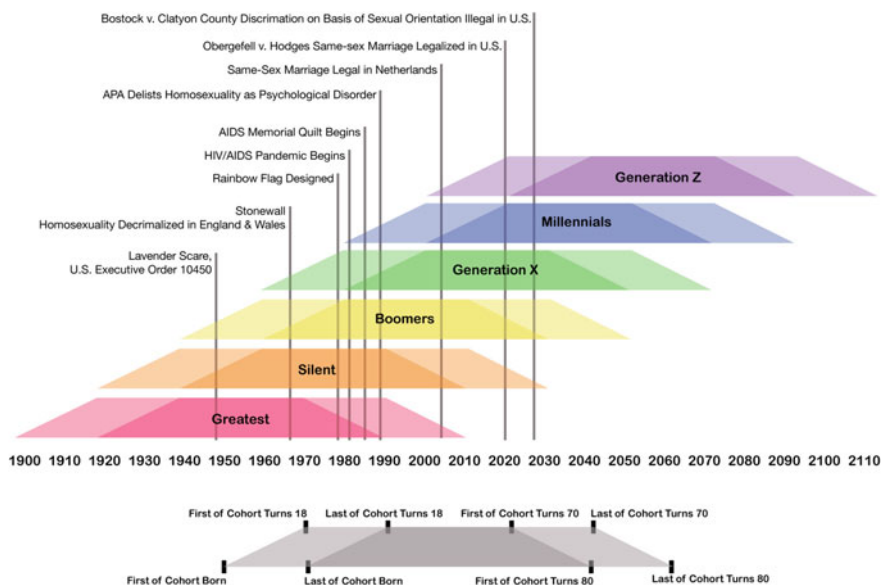 Bostock v. Clatyon County Discrimation on Basis of Sexual Orientation Illegal in U.S.
Obergefell v. Hodges Same-sex Marriage Legalized in U.S.
Same-Sex Marriage Legal in Netherlands
APA Delists Homosexuality as Psychological Disorder
AIDS Memorial Quilt Begins
HIV/AIDS Pandemic Begins
Rainbow Flag Designed
Stonewall
Homosexuality Decrimalized in England & Wales
Lavender Scare,
U.S. Executive Order 10450
Generation Z
Millennials
Generation X
Boomers
Silent
Greatest
1900 1910 1920 1930 1940 1950 1960 1970 1980 1990 2000 2010 2020 2030 2040 2050 2060 2070 2080 2090 2100 2110
First of Cohort Turns 18 Last of Cohort Turns 18 First of Cohort Turns 70 Last of Cohort Turns 70
First of Cohort Born Last of Cohort Born First of Cohort Turns 80 Last of Cohort Turns 80